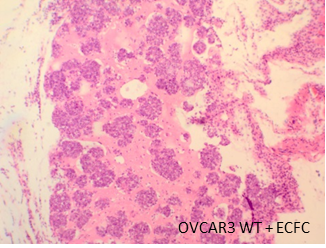 OVCAR3 WT + ECFC